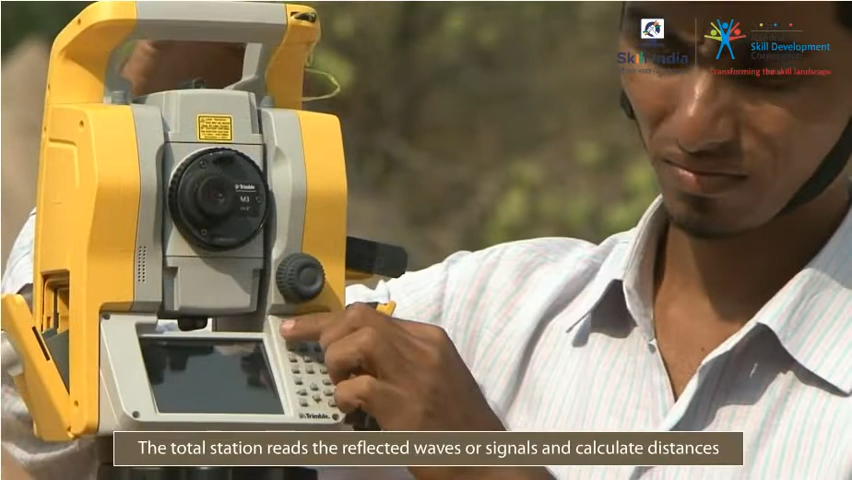 Skill India
Skill Development
Corporation
Transforming the skill landscape
Trimble
M3
Trimble
The total station reads the reflected waves or signals and calculate distances